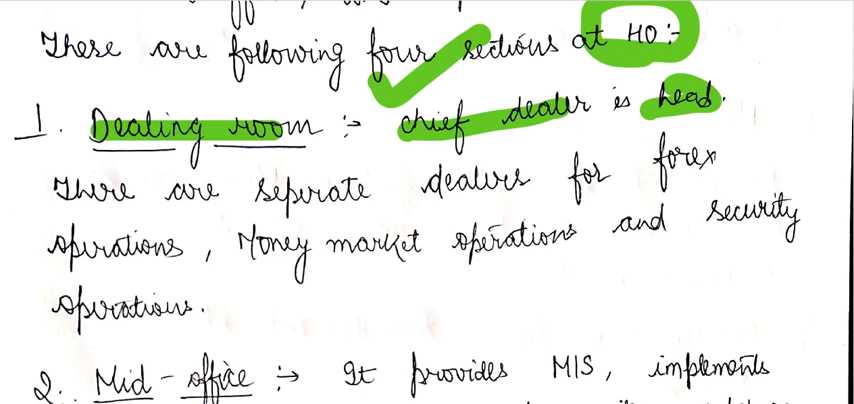 These are following four sections at HO :-
1. Dealing room :- chief dealer is head.
There are seperate dealers for forex
operations, Money market operations and security
operations.
2. Mid-office :-> It provides MIS, implements